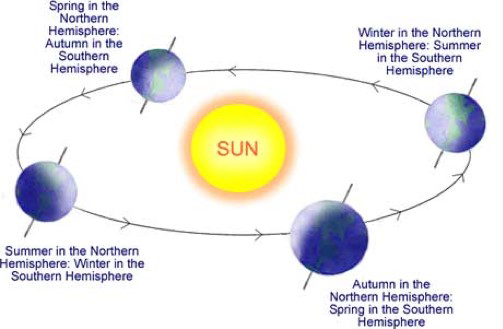 Spring in the
Northern
Hemisphere:
Autumn in the
Southern
Hemisphere
Winter in the Northern
Hemisphere: Summer
in the Southern
Hemisphere
SUN
Summer in the Northern
Hemisphere: Winter in the
Southern Hemisphere
Autumn in the
Northern Hemisphere:
Spring in the Southern
Hemisphere